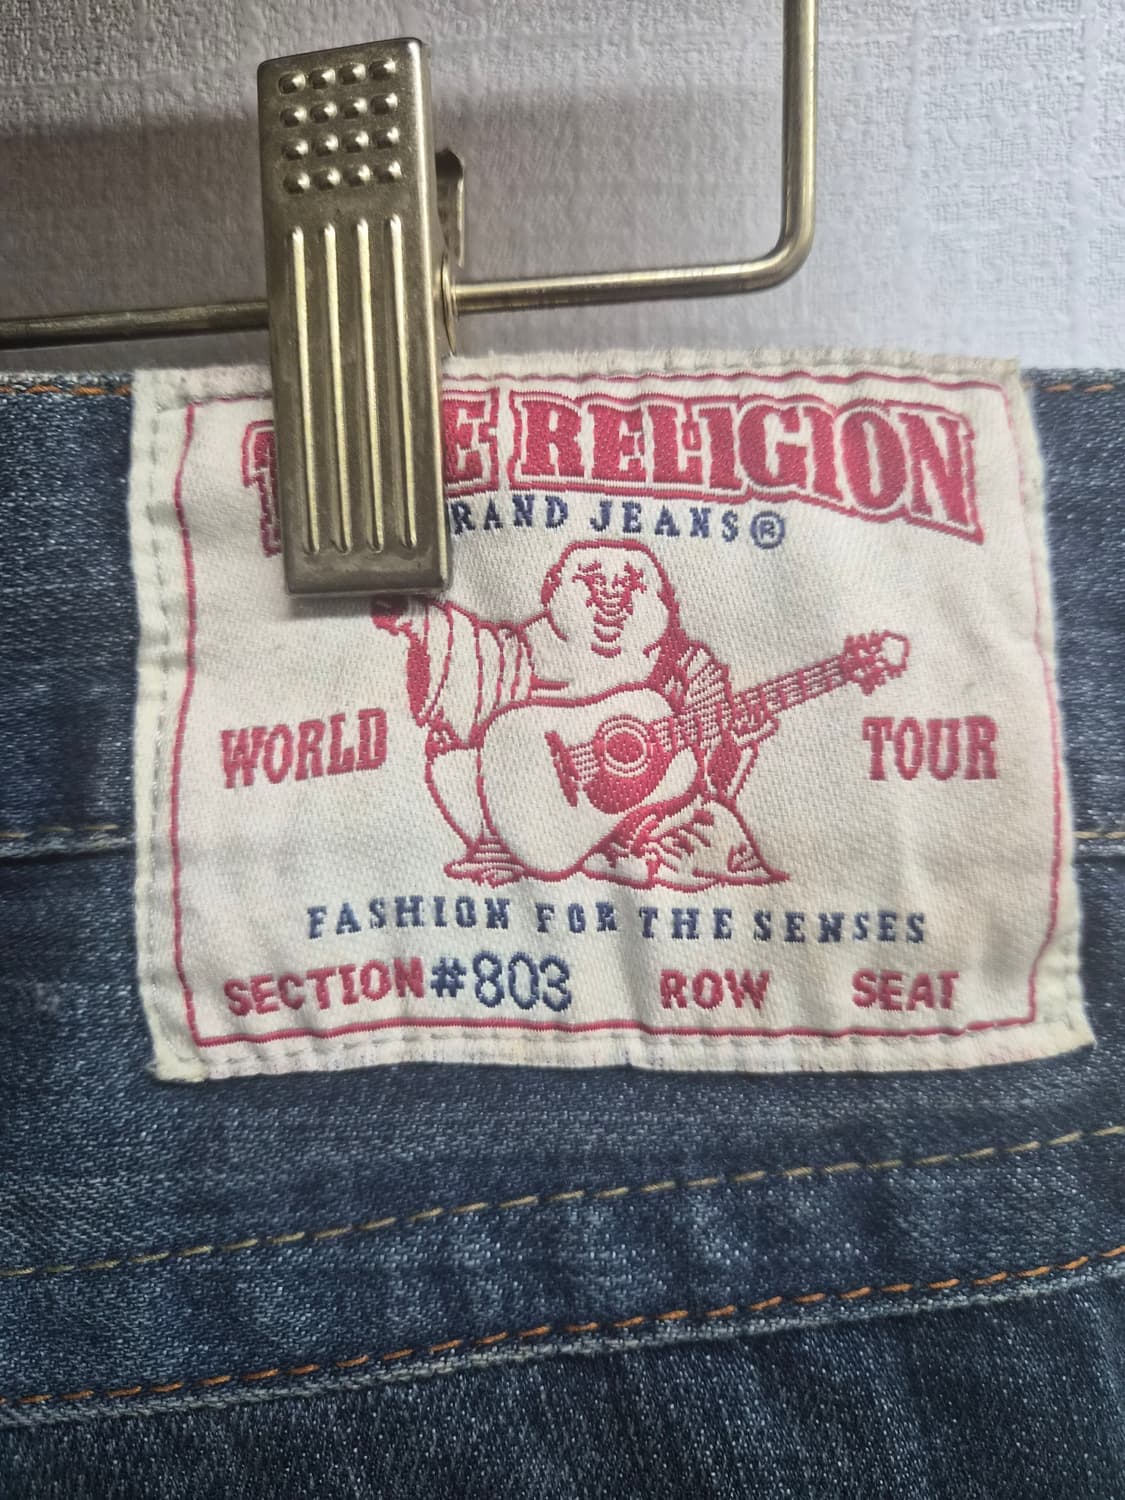 RELIGION
RAND JEANS®
WORLD TOUR
FASHION FOR THE SENSES
SECTION#803 ROW SEAT